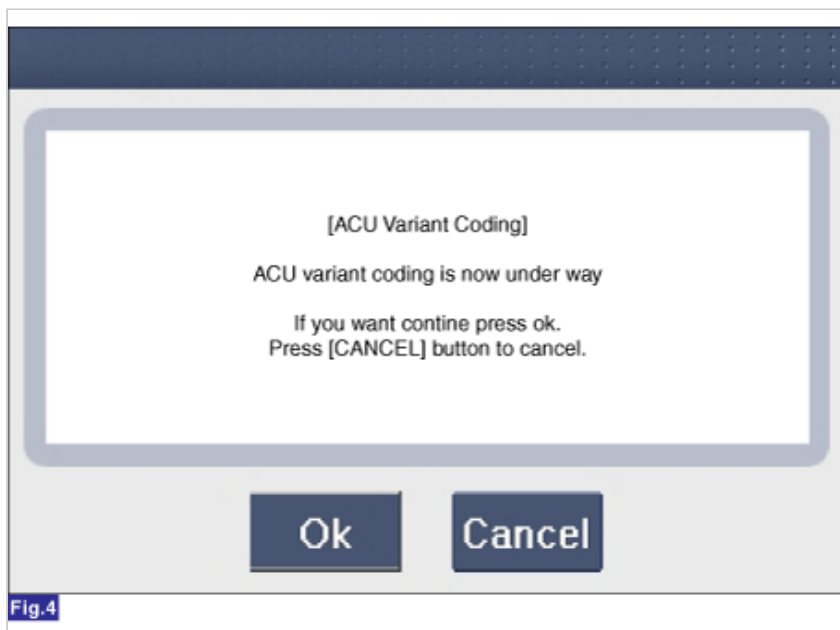 [ACU Variant Coding]
ACU variant coding is now under way
If you want contine press ok.
Press [CANCEL] button to cancel.
Ok Cancel
Fig.4